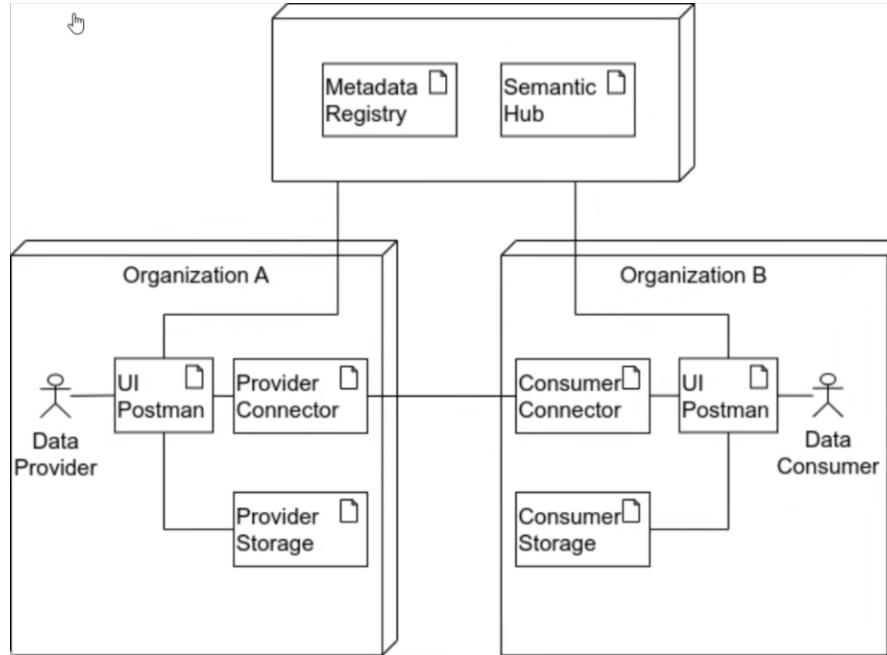 Metadata
Registry
Semantic
Hub
Organization A
Organization B
UI
Postman
Provider
Connector
Consumer
Connector
UI
Postman
Data
Provider
Data
Consumer
Provider
Storage
Consumer
Storage